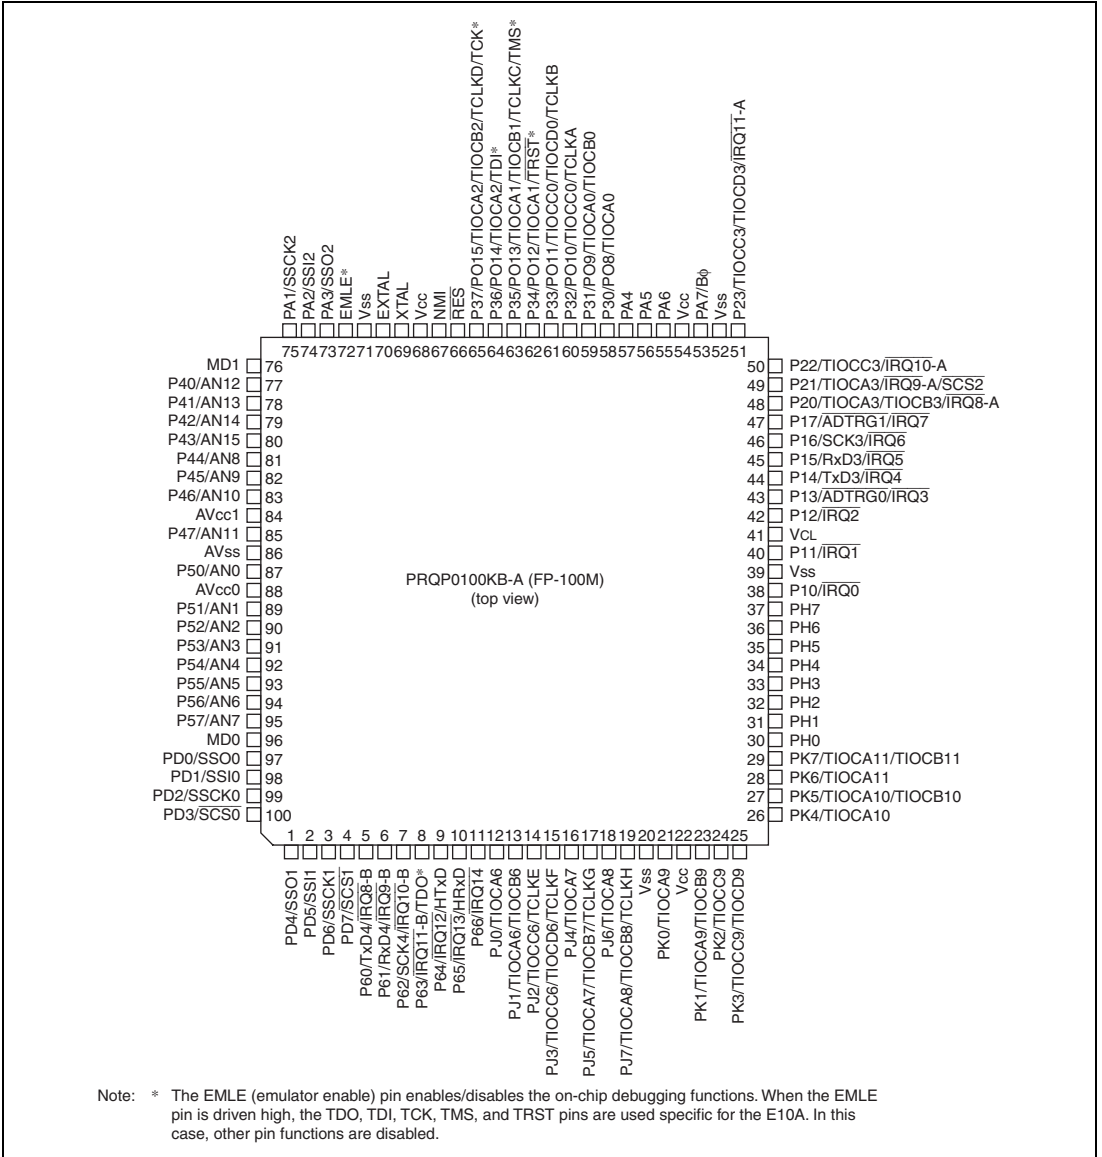 PA1/SSCK2
PA2/SSI2
PA3/SSO2
EMLE*
Vss
EXTAL
XTAL
Vcc
NMI
RES
P37/PO15/TIOCA2/TIOCB2/TCLKD/TCK*
P36/PO14/TIOCA2/TDI*
P35/PO13/TIOCA1/TIOCB1/TCLKC/TMS*
P34/PO12/TIOCA1/TRST*
P33/PO11/TIOCC0/TIOCD0/TCLKB
P32/PO10/TIOCC0/TCLKA
P31/PO9/TIOCA0/TIOCB0
P30/PO8/TIOCA0
PA4
PA5
PA6
Vcc
PA7/Bϕ
Vss
P23/TIOCC3/TIOCD3/IRQ11-A
75 74 73 72 71 70 69 68 67 66 65 64 63 62 61 60 59 58 57 56 55 54 53 52 51
MD1 76
P40/AN12 77
P41/AN13 78
P42/AN14 79
P43/AN15 80
P44/AN8 81
P45/AN9 82
P46/AN10 83
AVcc1 84
P47/AN11 85
AVss 86
P50/AN0 87
AVcc0 88
P51/AN1 89
P52/AN2 90
P53/AN3 91
P54/AN4 92
P55/AN5 93
P56/AN6 94
P57/AN7 95
MD0 96
PD0/SSO0 97
PD1/SSI0 98
PD2/SSCK0 99
PD3/SCS0 100
PRQP0100KB-A (FP-100M)
(top view)
50 P22/TIOCC3/IRQ10-A
49 P21/TIOCA3/IRQ9-A/SCS2
48 P20/TIOCA3/TIOCB3/IRQ8-A
47 P17/ADTRG1/IRQ7
46 P16/SCK3/IRQ6
45 P15/RxD3/IRQ5
44 P14/TxD3/IRQ4
43 P13/ADTRG0/IRQ3
42 P12/IRQ2
41 VCL
40 P11/IRQ1
39 Vss
38 P10/IRQ0
37 PH7
36 PH6
35 PH5
34 PH4
33 PH3
32 PH2
31 PH1
30 PH0
29 PK7/TIOCA11/TIOCB11
28 PK6/TIOCA11
27 PK5/TIOCA10/TIOCB10
26 PK4/TIOCA10
1 2 3 4 5 6 7 8 9 10 11 12 13 14 15 16 17 18 19 20 21 22 23 24 25
PD4/SSO1
PD5/SSI1
PD6/SSCK1
PD7/SCS1
P60/TxD4/IRQ8-B
P61/RxD4/IRQ9-B
P62/SCK4/IRQ10-B
P63/IRQ11-B/TDO*
P64/IRQ12/HTxD
P65/IRQ13/HRxD
P66/IRQ14
PJ0/TIOCA6
PJ1/TIOCA6/TIOCB6
PJ2/TIOCC6/TCLKE
PJ3/TIOCC6/TIOCD6/TCLKF
PJ4/TIOCA7
PJ5/TIOCA7/TIOCB7/TCLKG
PJ6/TIOCA8
PJ7/TIOCA8/TIOCB8/TCLKH
Vss
PK0/TIOCA9
Vcc
PK1/TIOCA9/TIOCB9
PK2/TIOCC9
PK3/TIOCC9/TIOCD9
Note: * The EMLE (emulator enable) pin enables/disables the on-chip debugging functions. When the EMLE
pin is driven high, the TDO, TDI, TCK, TMS, and TRST pins are used specific for the E10A. In this
case, other pin functions are disabled.